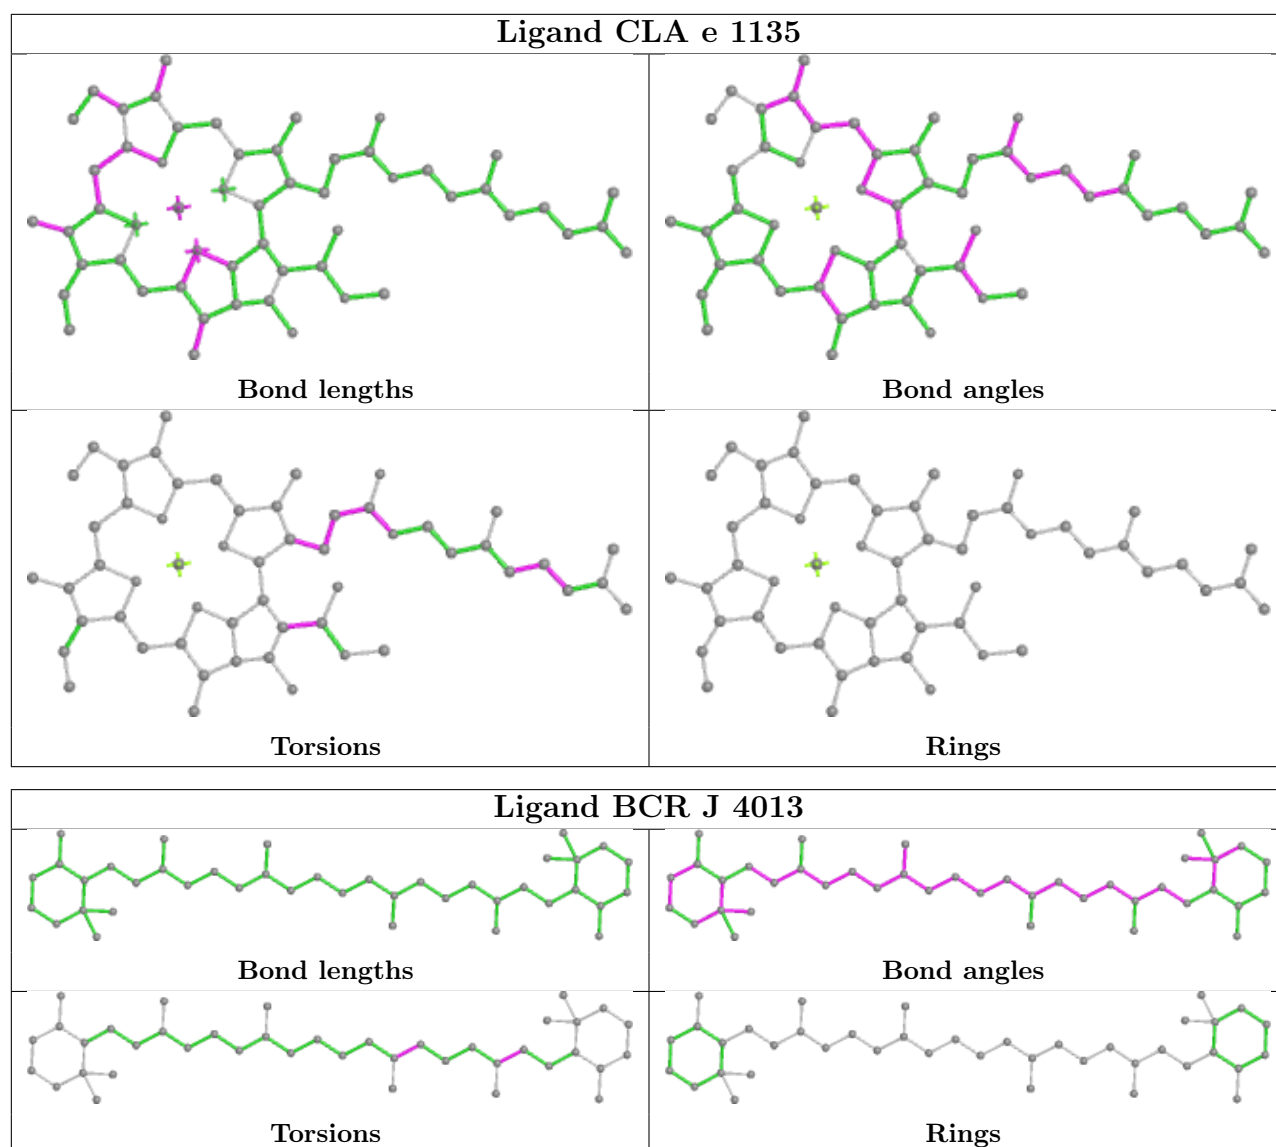 Ligand CLA e 1135
Bond lengths
Bond angles
Torsions
Rings
Ligand BCR J 4013
Bond lengths
Bond angles
Torsions
Rings